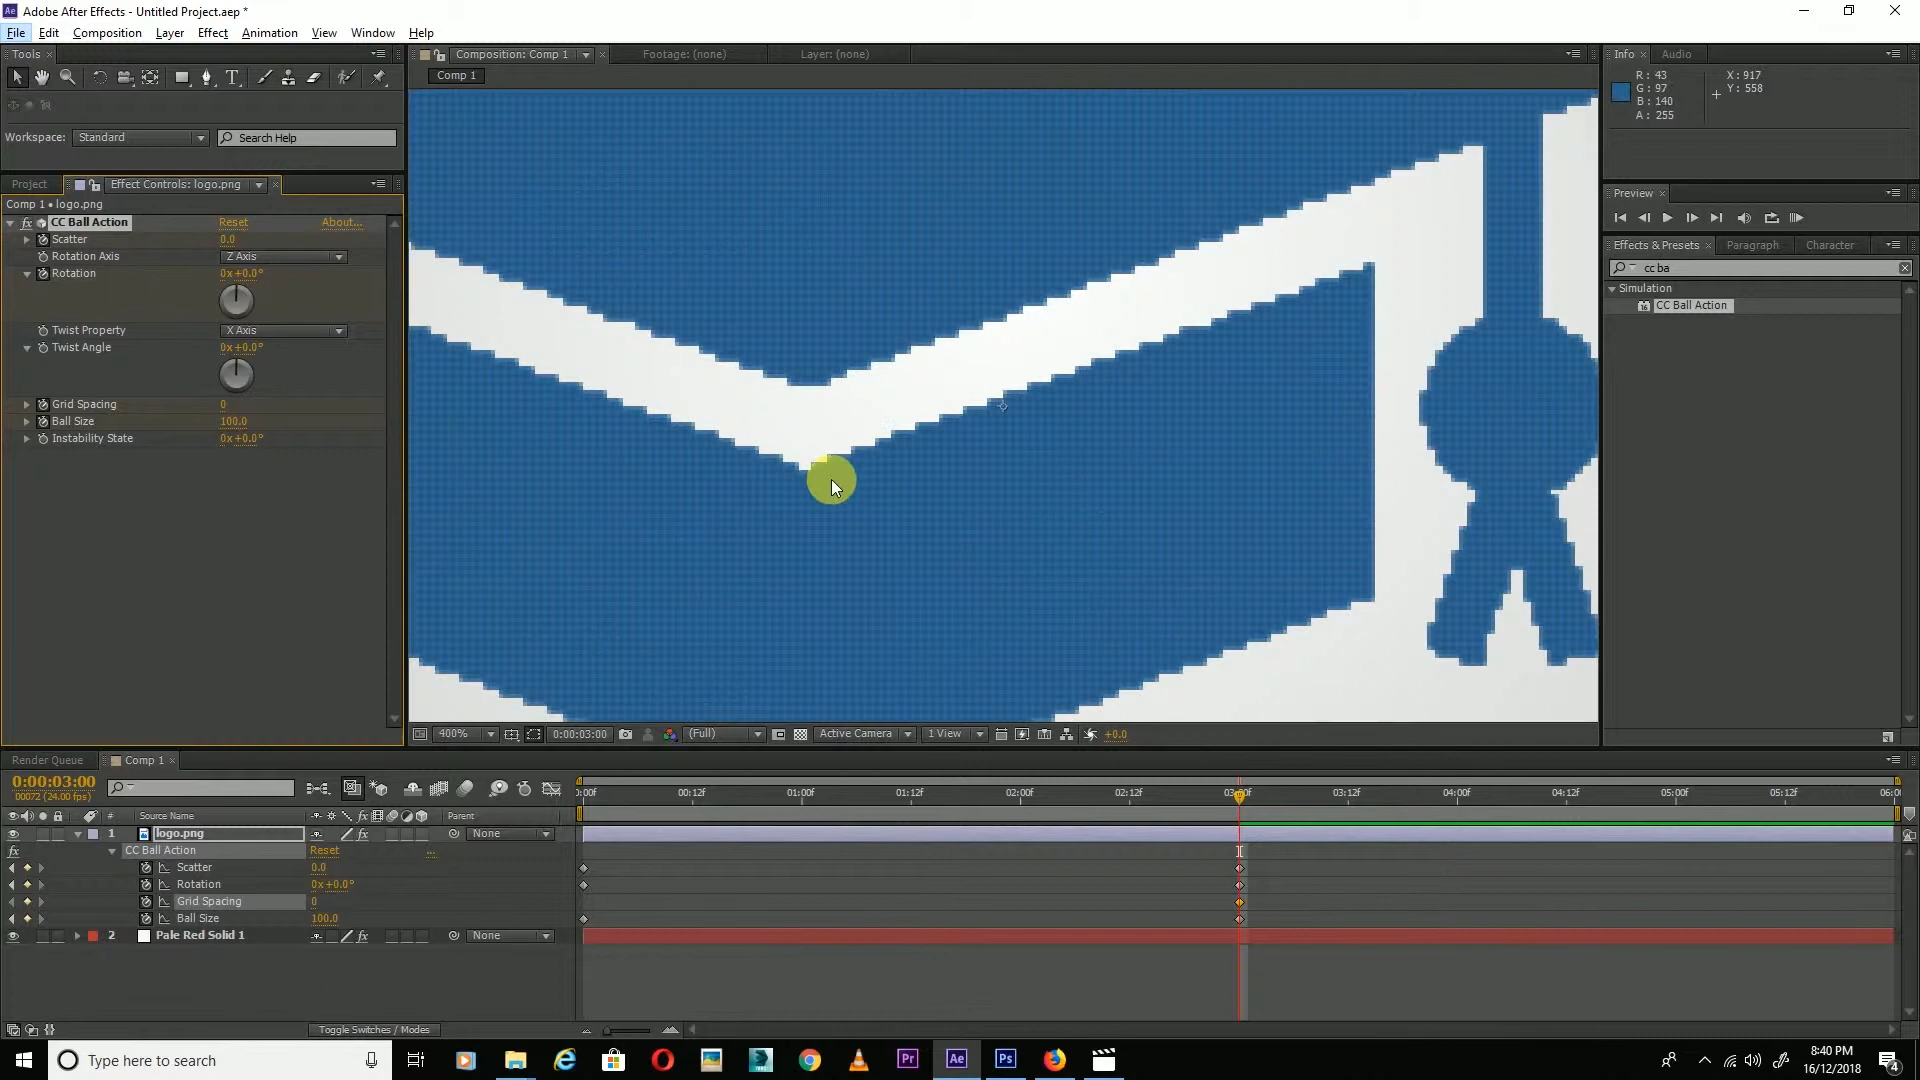 Ae Adobe After Effects - Untitled Project.aep *
File Edit Composition Layer Effect Animation View Window Help
Tools
Composition: Comp 1
Footage: (none)
Layer: (none)
Comp 1
Info Audio
R: 43
G: 97
B: 140
A: 255
X: 917
Y: 558
Workspace: Standard
Search Help
Project
Effect Controls: logo.png
Comp 1 • logo.png
fx CC Ball Action Reset About...
Scatter 0.0
Rotation Axis Z Axis
Rotation 0x+0.0°
Twist Property X Axis
Twist Angle 0x+0.0°
Grid Spacing 0
Ball Size 100.0
Instability State 0x+0.0°
Preview
Effects & Presets Paragraph Character
cc ba
Simulation
CC Ball Action
400% 0:00:03:00 (Full) Active Camera 1 View +0.0
Render Queue Comp 1
0:00:03:00
00072 (24.00 fps)
:00f 00:12f 01:00f 01:12f 02:00f 02:12f 03:00f 03:12f 04:00f 04:12f 05:00f 05:12f 06:0
# Source Name Parent
1 logo.png None
CC Ball Action Reset ...
Scatter 0.0
Rotation 0x+0.0°
Grid Spacing 0
Ball Size 100.0
2 Pale Red Solid 1 None
Toggle Switches / Modes
Type here to search
Pr Ae Ps
8:40 PM
16/12/2018
4